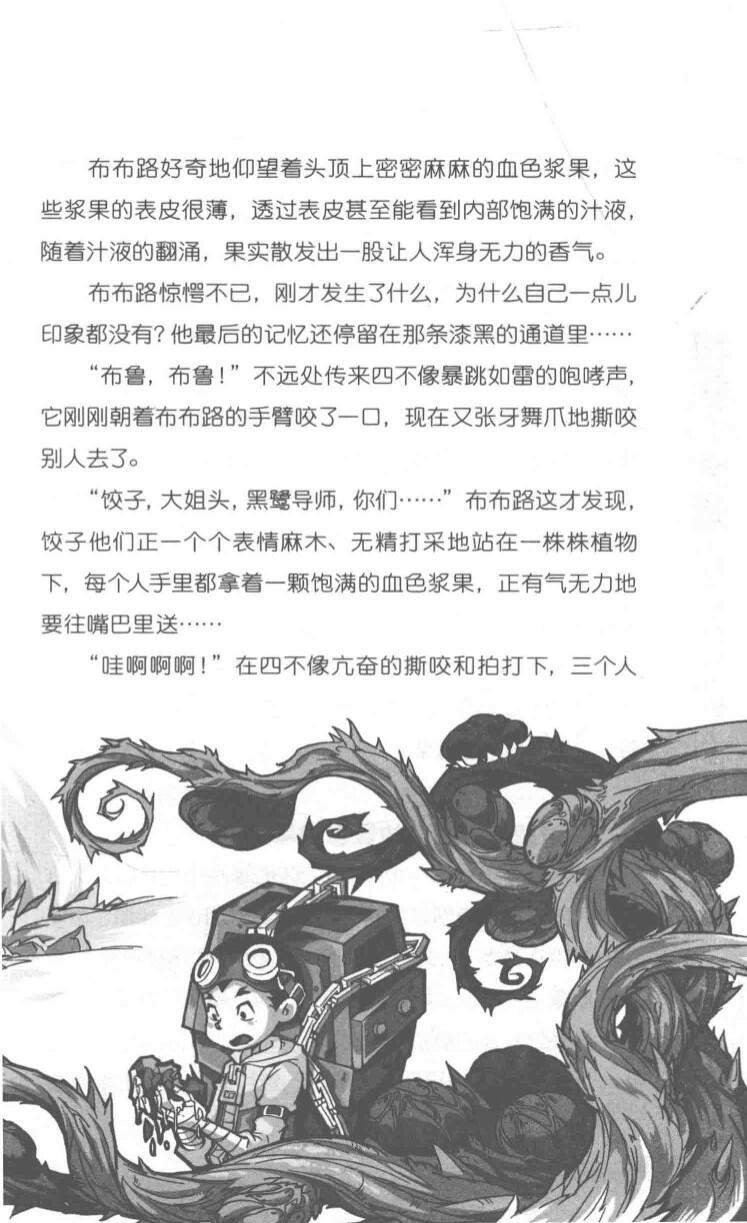 布布路好奇地仰望着头顶上密密麻麻的血色浆果，这
些浆果的表皮很薄，透过表皮甚至能看到内部饱满的汁液，
随着汁液的翻涌，果实散发出一股让人浑身无力的香气。
布布路惊愕不已，刚才发生了什么，为什么自己一点儿
印象都没有？他最后的记忆还停留在那条漆黑的通道里……
“布鲁，布鲁！”不远处传来四不像暴跳如雷的咆哮声，
它刚刚朝着布布路的手臂咬了一口，现在又张牙舞爪地撕咬
别人去了。
“饺子，大姐头，黑鹭导师，你们……”布布路这才发现，
饺子他们正一个个表情麻木、无精打采地站在一株株植物
下，每个人手里都拿着一颗饱满的血色浆果，正有气无力地
要往嘴巴里送……
“哇啊啊啊！”在四不像亢奋的撕咬和拍打下，三个人